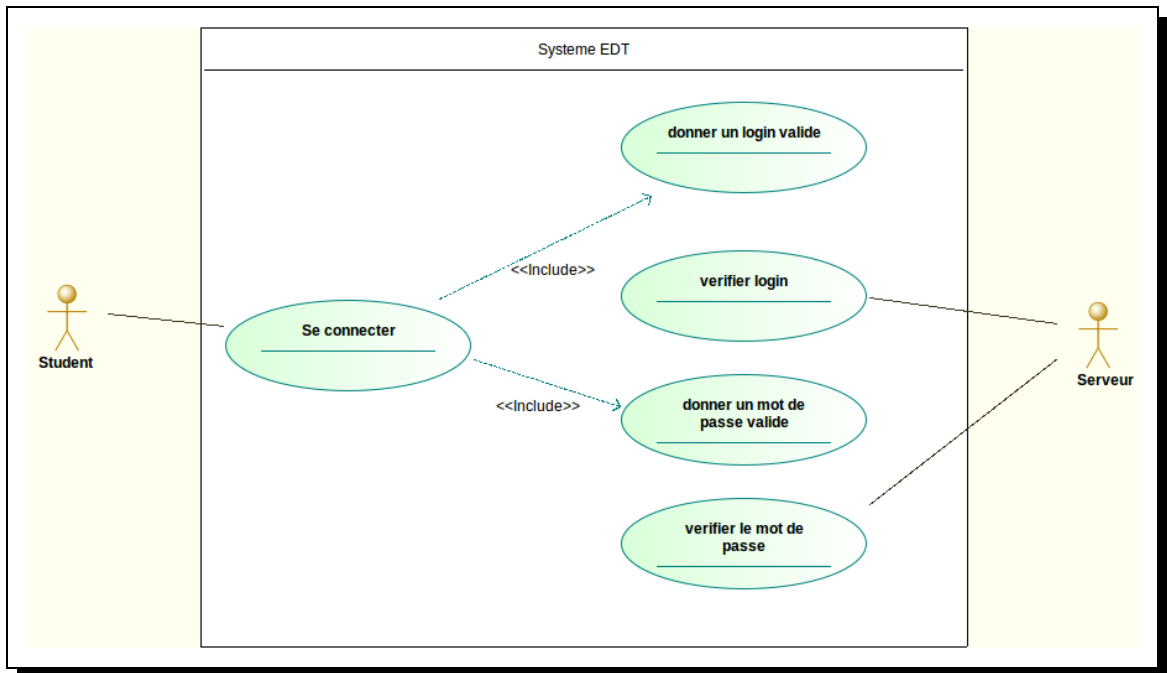 Systeme EDT
donner un login valide
<<Include>>
verifier login
Student
Se connecter
Serveur
<<Include>>
donner un mot de
passe valide
verifier le mot de
passe